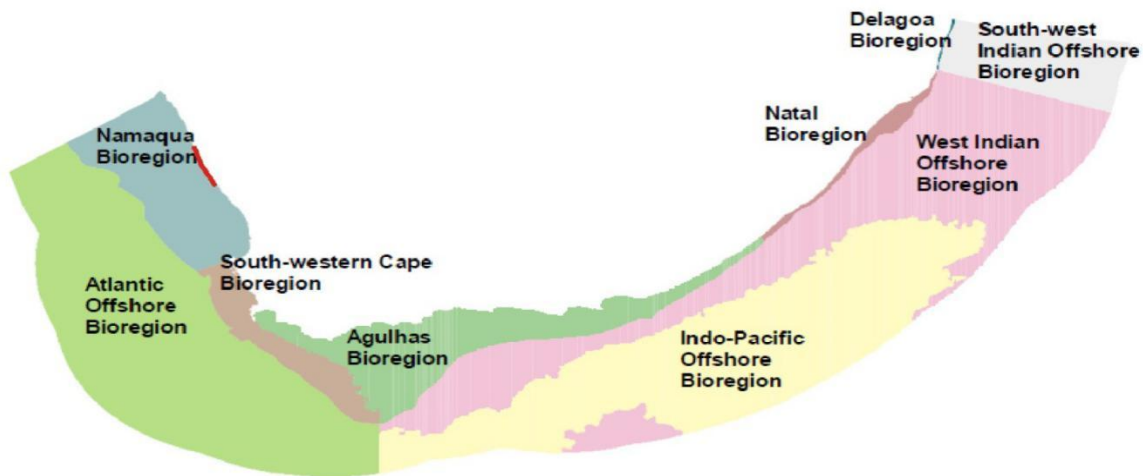 Delagoa
Bioregion
South-west
Indian Offshore
Bioregion
Namaqua
Bioregion
Natal
Bioregion
West Indian
Offshore
Bioregion
South-western Cape
Bioregion
Atlantic
Offshore
Bioregion
Agulhas
Bioregion
Indo-Pacific
Offshore
Bioregion